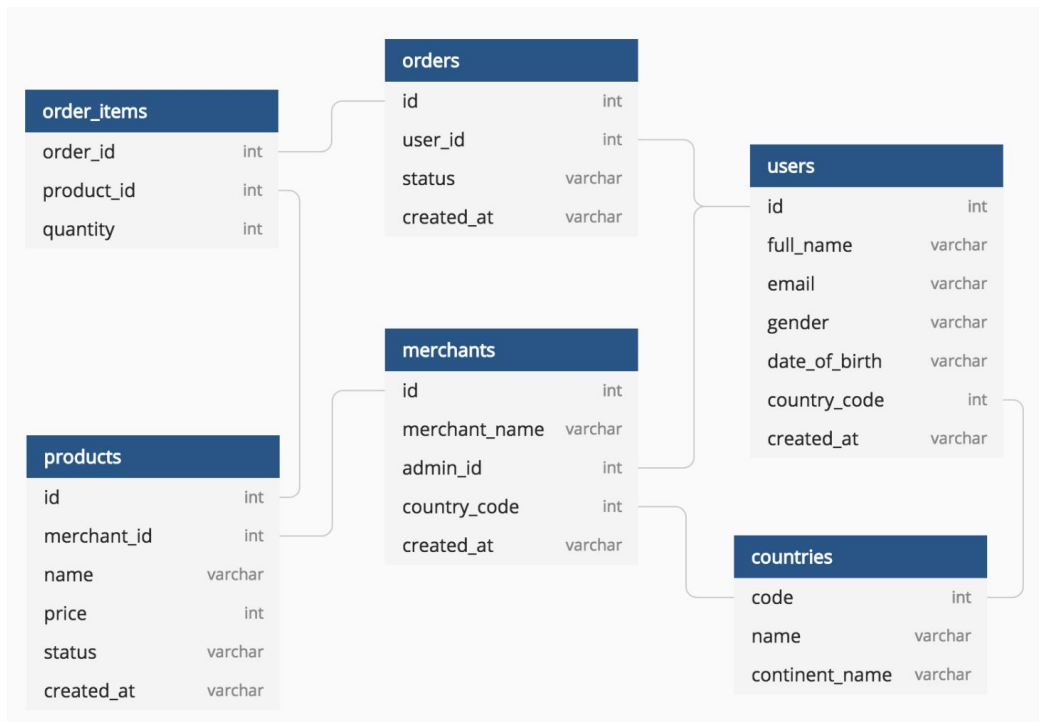 order_items
order_id int
product_id int
quantity int
orders
id int
user_id int
status varchar
created_at varchar
users
id int
full_name varchar
email varchar
gender varchar
date_of_birth varchar
country_code int
created_at varchar
merchants
id int
merchant_name varchar
admin_id int
country_code int
created_at varchar
products
id int
merchant_id int
name varchar
price int
status varchar
created_at varchar
countries
code int
name varchar
continent_name varchar